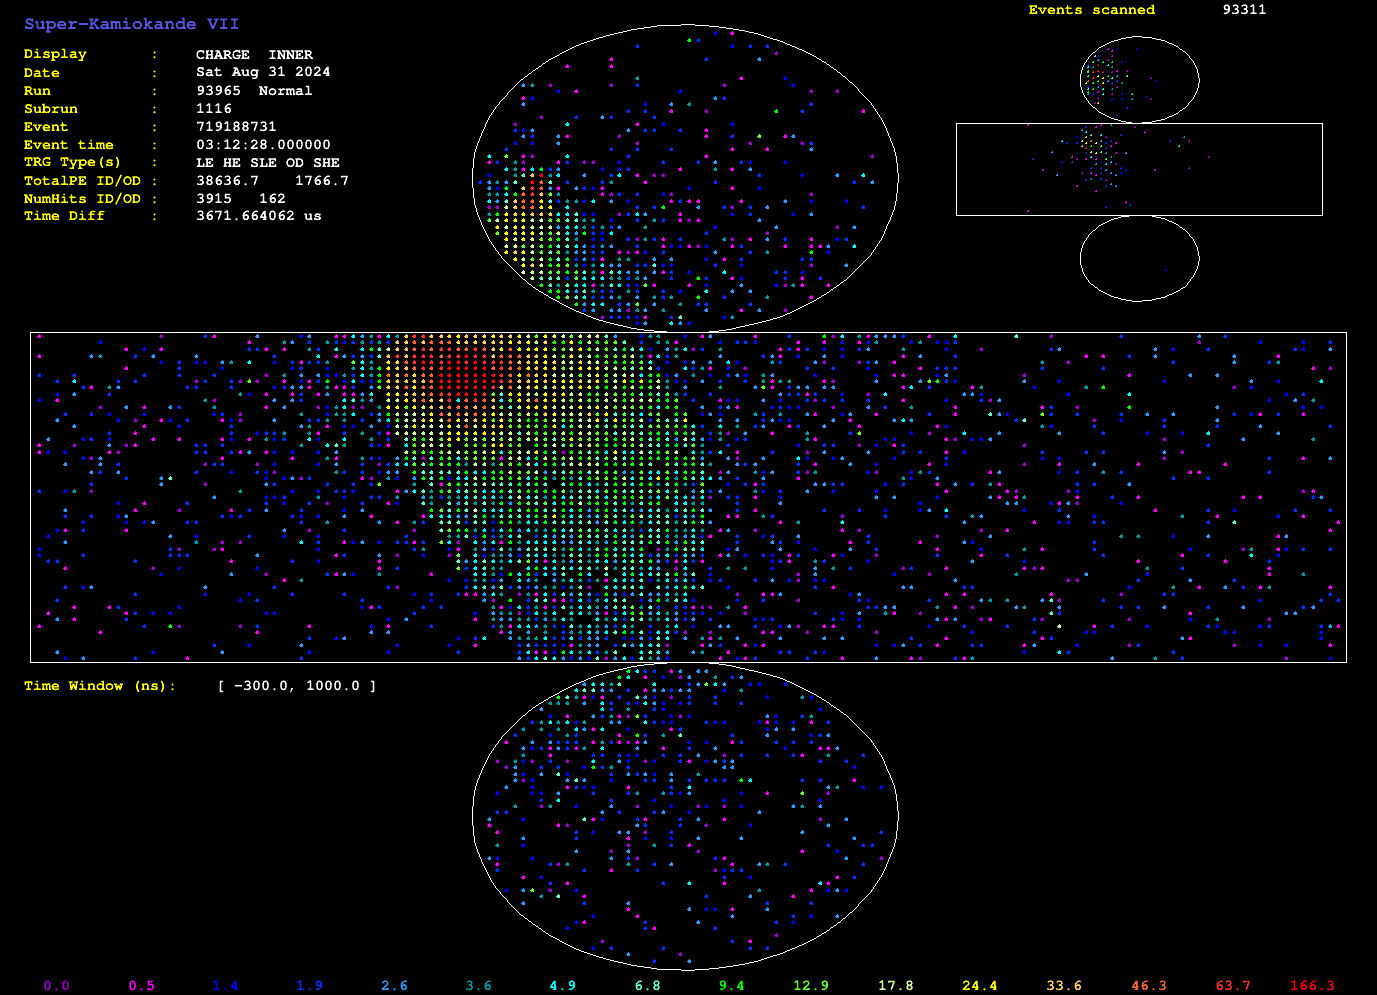 Super-Kamiokande VII
Events scanned 93311
Display : CHARGE INNER
Date : Sat Aug 31 2024
Run : 93965 Normal
Subrun : 1116
Event : 719188731
Event time : 03:12:28.000000
TRG Type(s) : LE HE SLE OD SHE
TotalPE ID/OD : 38636.7 1766.7
NumHits ID/OD : 3915 162
Time Diff : 3671.664062 us
Time Window (ns): [ -300.0, 1000.0 ]
0.0 0.5 1.4 1.9 2.6 3.6 4.9 6.8 9.4 12.9 17.8 24.4 33.6 46.3 63.7 166.3